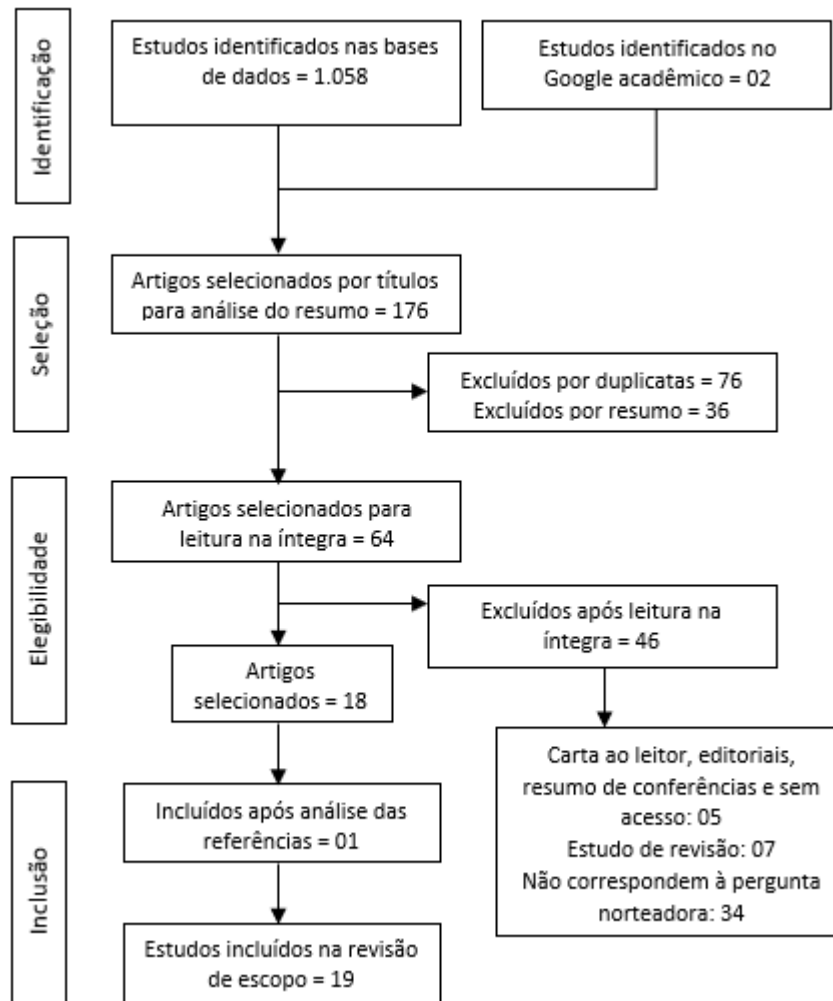 Identificação
Estudos identificados nas bases
de dados = 1.058
Estudos identificados no
Google acadêmico = 02
Seleção
Artigos selecionados por títulos
para análise do resumo = 176
Excluídos por duplicatas = 76
Excluídos por resumo = 36
Elegibilidade
Artigos selecionados para
leitura na íntegra = 64
Excluídos após leitura na
íntegra = 46
Artigos
selecionados = 18
Carta ao leitor, editoriais,
resumo de conferências e sem
acesso: 05
Estudo de revisão: 07
Não correspondem à pergunta
norteadora: 34
Inclusão
Incluídos após análise das
referências = 01
Estudos incluídos na revisão
de escopo = 19